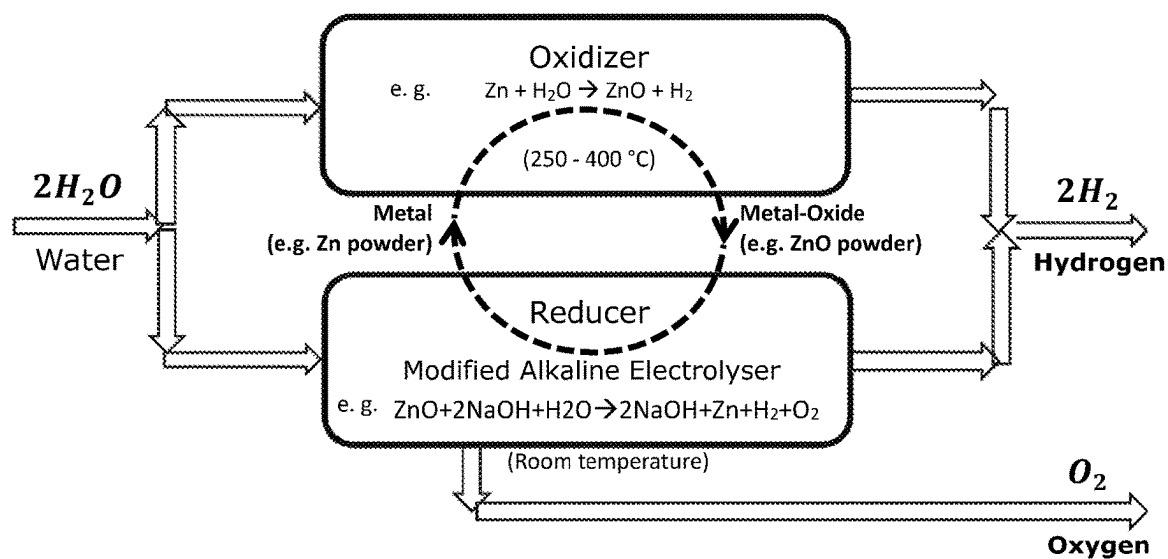 Oxidizer
e. g. Zn + H₂O → ZnO + H₂
(250 - 400 °C)
2H₂O
Water
Metal
(e.g. Zn powder)
Metal-Oxide
(e.g. ZnO powder)
2H₂
Hydrogen
Reducer
Modified Alkaline Electrolyser
e. g. ZnO+2NaOH+H2O→2NaOH+Zn+H₂+O₂
(Room temperature)
O₂
Oxygen